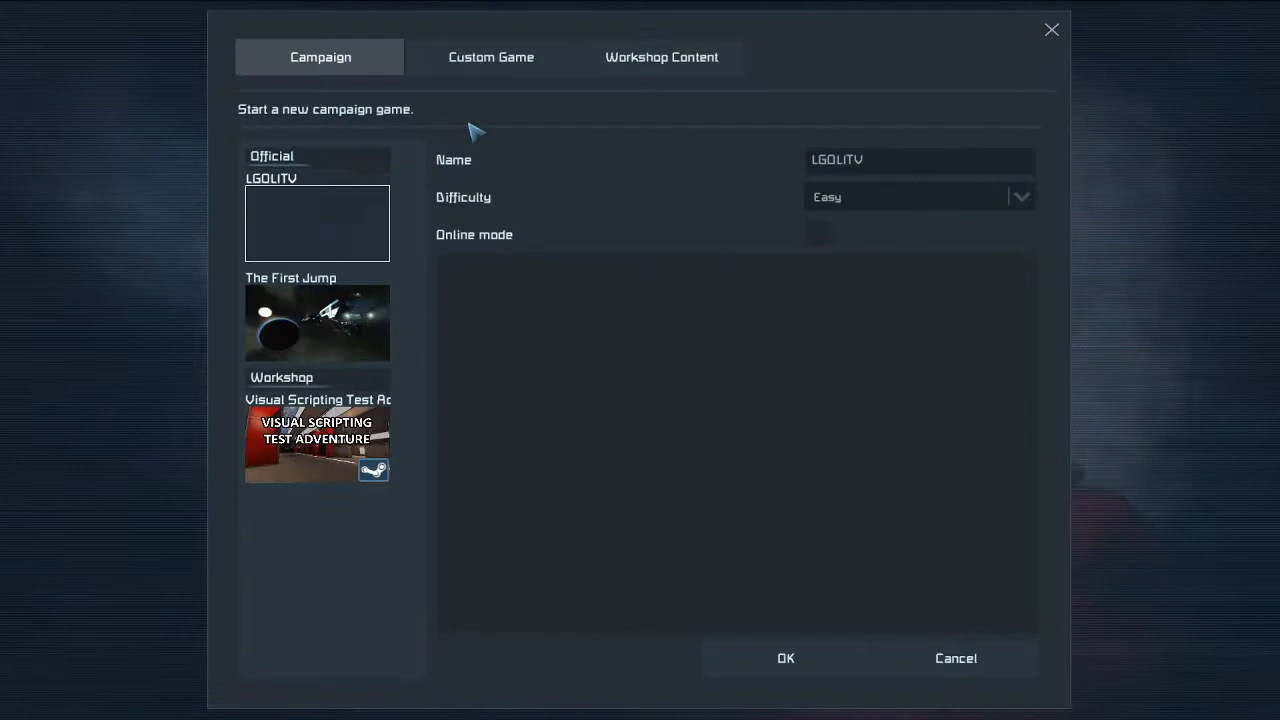 Campaign
Custom Game
Workshop Content
Start a new campaign game.
Official
LGOLITV
The First Jump
Workshop
Visual Scripting Test Ac
VISUAL SCRIPTING
TEST ADVENTURE
Name
LGOLITV
Difficulty
Easy
Online mode
OK
Cancel